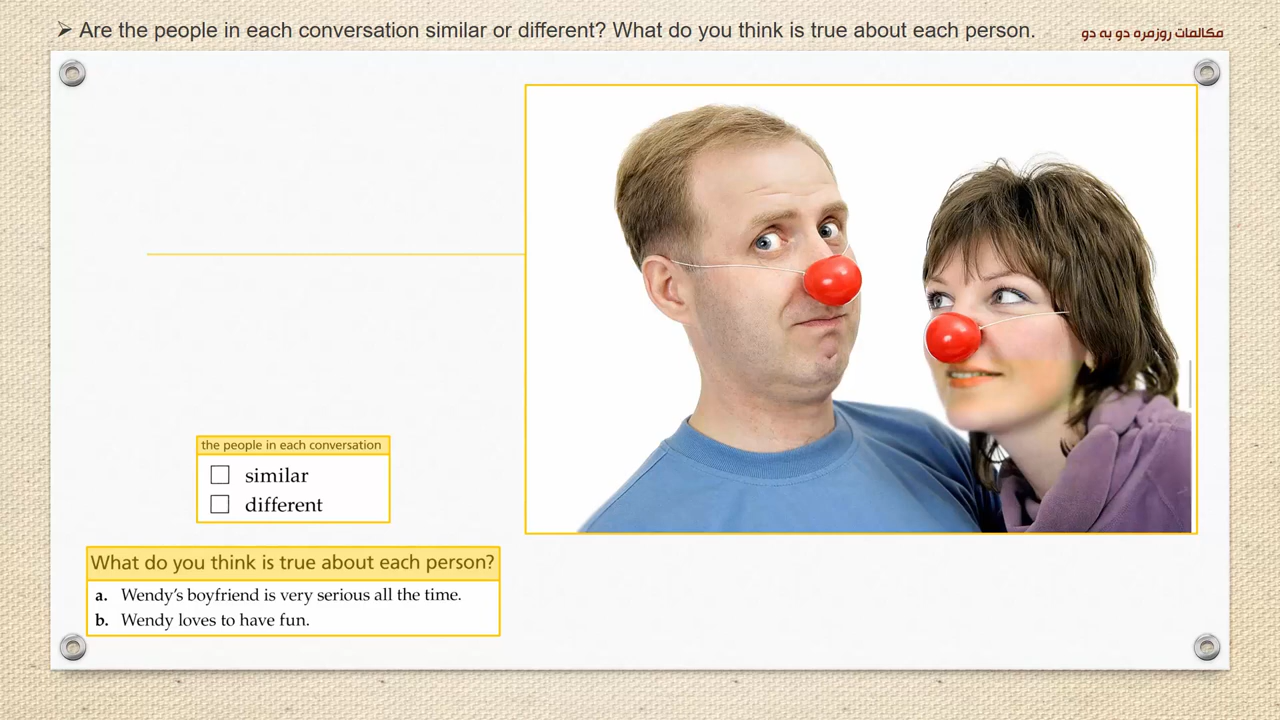 ➢ Are the people in each conversation similar or different? What do you think is true about each person.
مکالمات روزمره دو به دو
the people in each conversation
☐ similar
☐ different
What do you think is true about each person?
a. Wendy's boyfriend is very serious all the time.
b. Wendy loves to have fun.